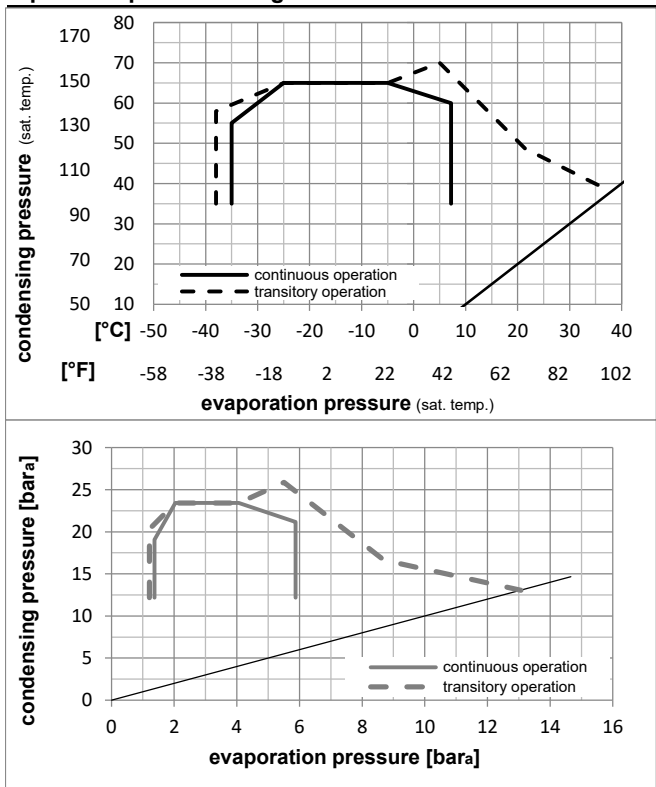 170 80
150 70
60
130 50
110 40
90 30
70 20
50 10
condensing pressure (sat. temp.)
continuous operation
transitory operation
[°C] -50 -40 -30 -20 -10 0 10 20 30 40
[°F] -58 -38 -18 2 22 42 62 82 102
evaporation pressure (sat. temp.)
30
25
20
15
10
5
0
condensing pressure [bara]
continuous operation
transitory operation
0 2 4 6 8 10 12 14 16
evaporation pressure [bara]